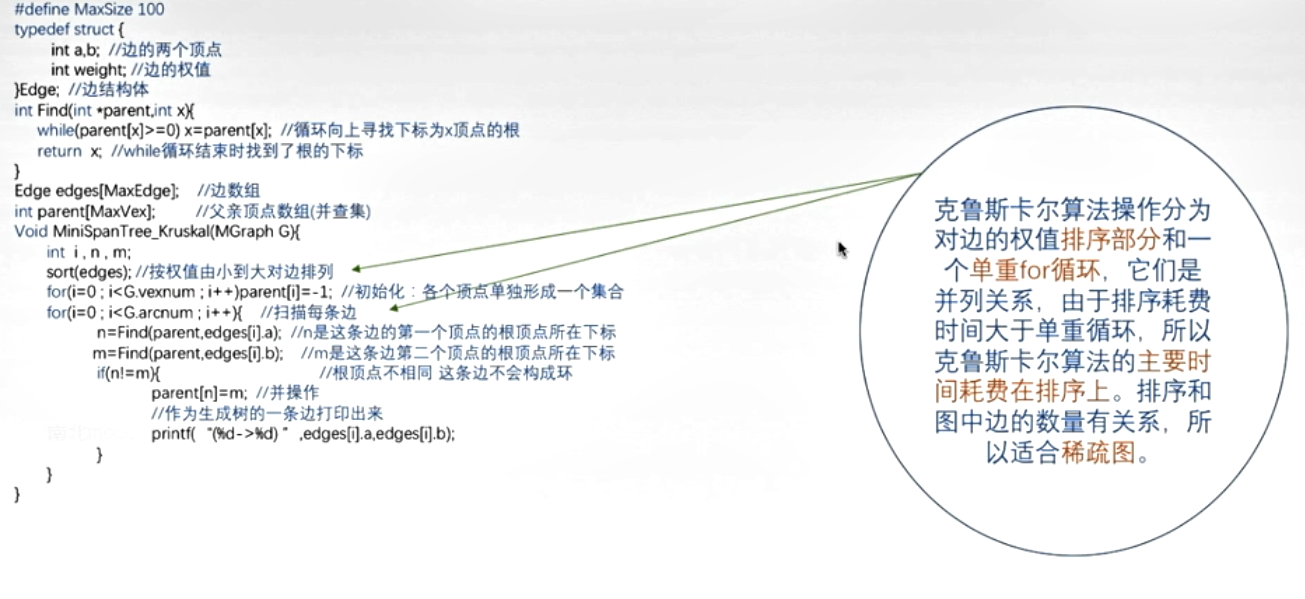 #define MaxSize 100
typedef struct {
int a,b; //边的两个顶点
int weight; //边的权值
}Edge; //边结构体
int Find(int *parent,int x){
while(parent[x]>=0) x=parent[x]; //循环向上寻找下标为x顶点的根
return x; //while循环结束时找到了根的下标
}
Edge edges[MaxEdge]; //边数组
int parent[MaxVex]; //父亲顶点数组(并查集)
Void MiniSpanTree_Kruskal(MGraph G){
int i , n , m;
sort(edges); //按权值由小到大对边排列
for(i=0 ; i<G.vexnum ; i++)parent[i]=-1; //初始化：各个顶点单独形成一个集合
for(i=0 ; i<G.arcnum ; i++){ //扫描每条边
n=Find(parent,edges[i].a); //n是这条边的第一个顶点的根顶点所在下标
m=Find(parent,edges[i].b); //m是这条边第二个顶点的根顶点所在下标
if(n!=m){ //根顶点不相同 这条边不会构成环
parent[n]=m; //并操作
//作为生成树的一条边打印出来
printf( "(%d->%d) " ,edges[i].a,edges[i].b);
}
}
}
克鲁斯卡尔算法操作分为
对边的权值排序部分和一
个单重for循环，它们是
并列关系，由于排序耗费
时间大于单重循环，所以
克鲁斯卡尔算法的主要时
间耗费在排序上。排序和
图中边的数量有关系，所
以适合稀疏图。